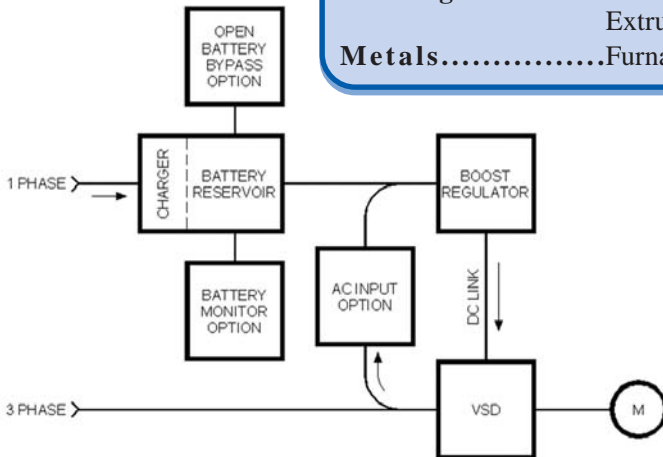 Extru
Metals................Furna
OPEN
BATTERY
BYPASS
OPTION
1 PHASE
CHARGER
BATTERY
RESERVOIR
BOOST
REGULATOR
BATTERY
MONITOR
OPTION
AC INPUT
OPTION
DC LINK
3 PHASE
VSD
M